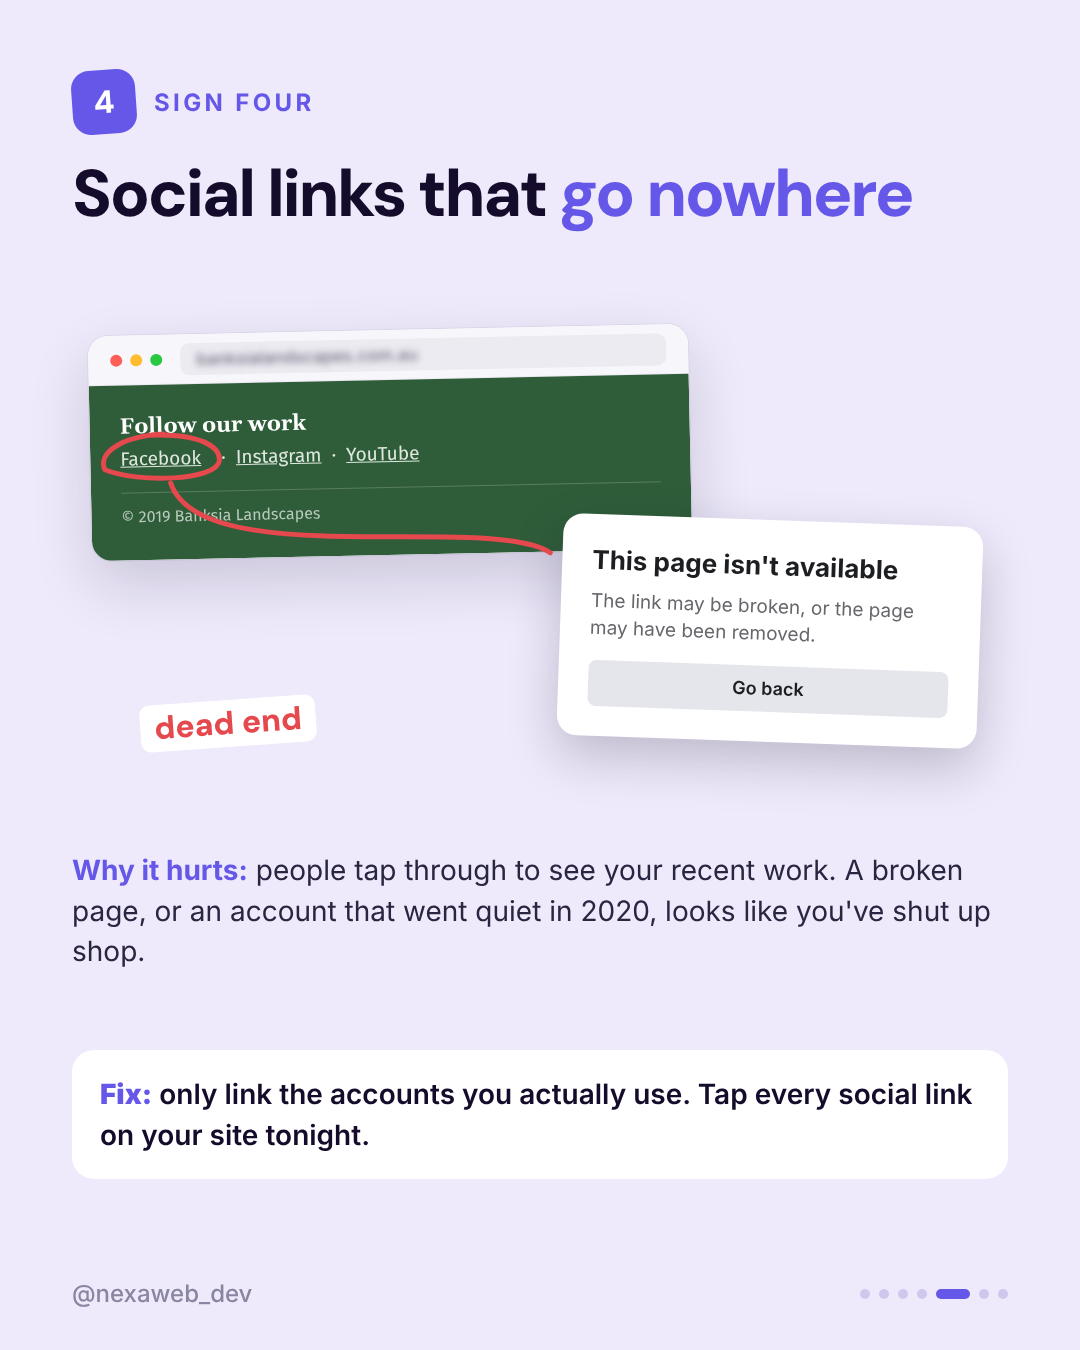 4
SIGN FOUR
Social links that go nowhere
banksialandscapes.com.au
Follow our work
Facebook · Instagram · YouTube
© 2019 Banksia Landscapes
This page isn't available
The link may be broken, or the page
may have been removed.
Go back
dead end
Why it hurts: people tap through to see your recent work. A broken
page, or an account that went quiet in 2020, looks like you've shut up
shop.
Fix: only link the accounts you actually use. Tap every social link
on your site tonight.
@nexaweb_dev